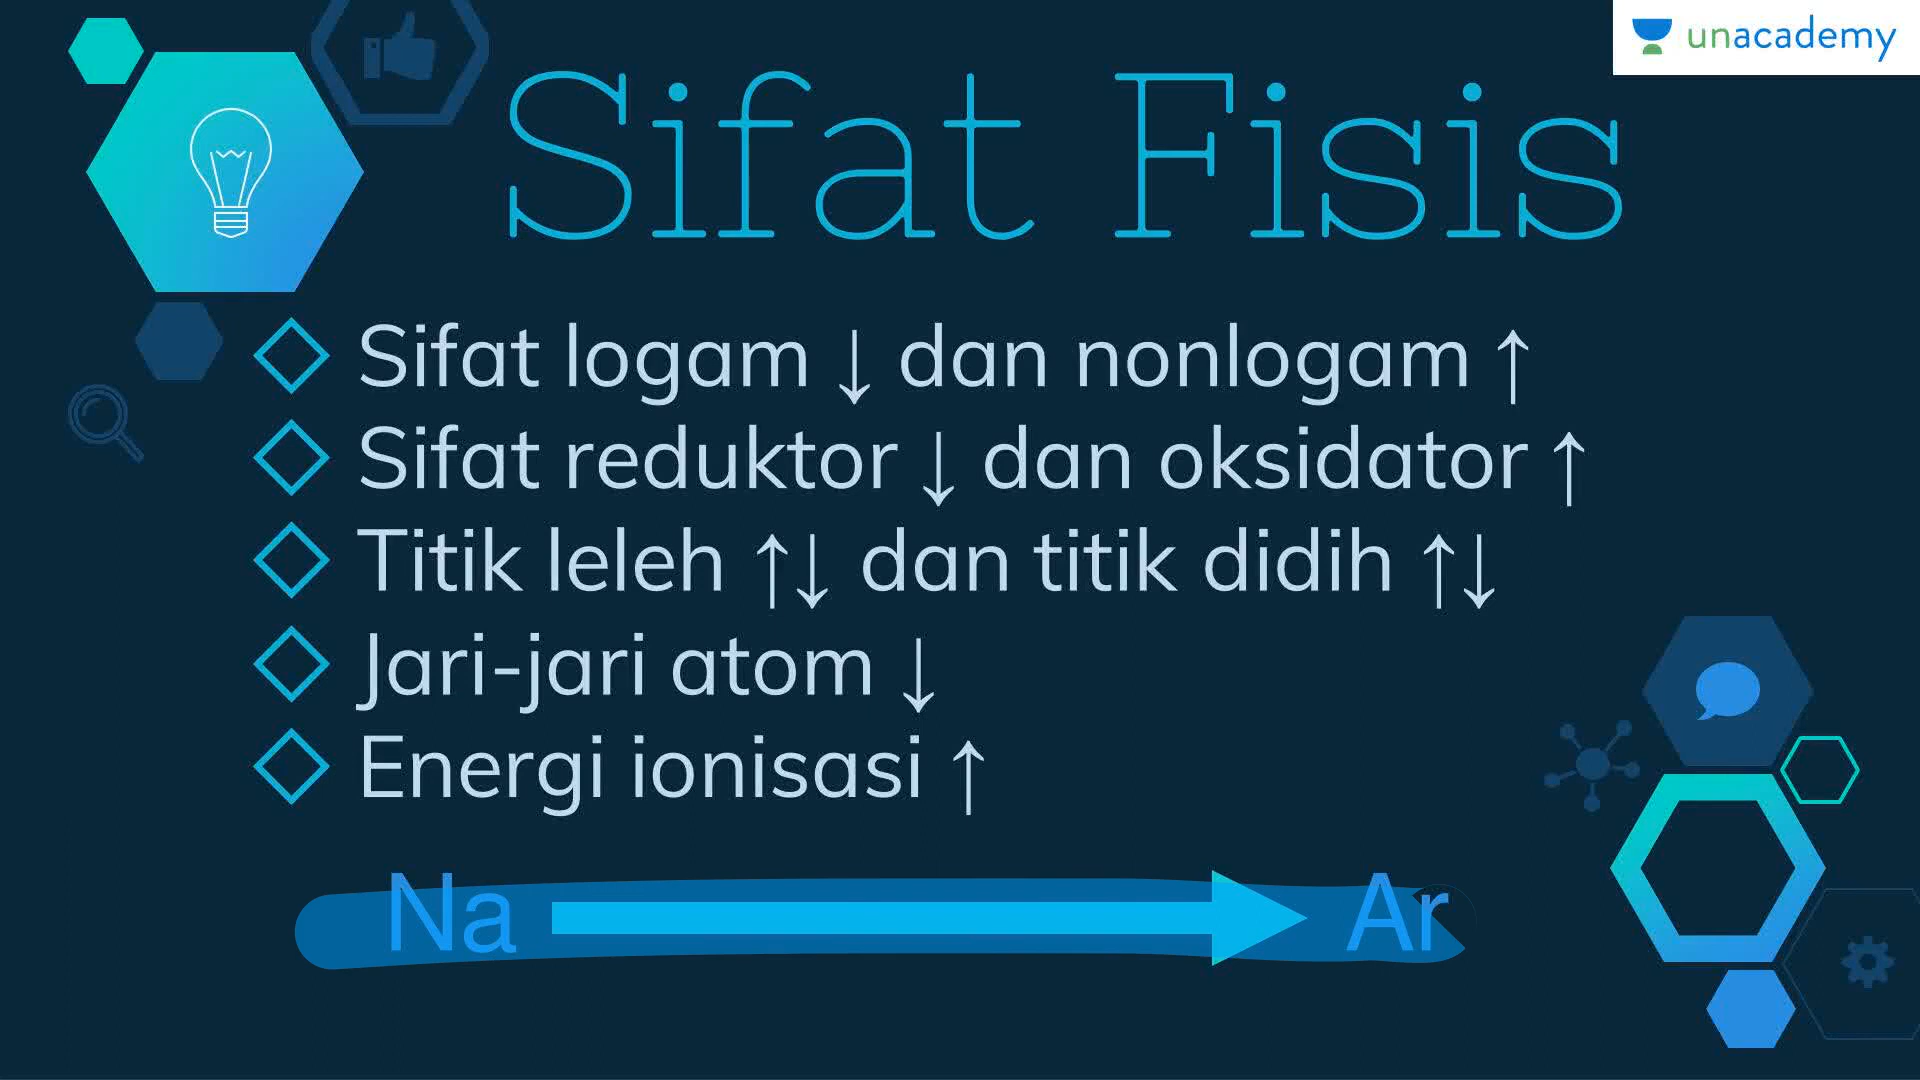 unacademy
Sifat Fisis
Sifat logam ↓ dan nonlogam ↑
Sifat reduktor ↓ dan oksidator ↑
Titik leleh ↑↓ dan titik didih ↑↓
Jari-jari atom ↓
Energi ionisasi ↑
Na Ar